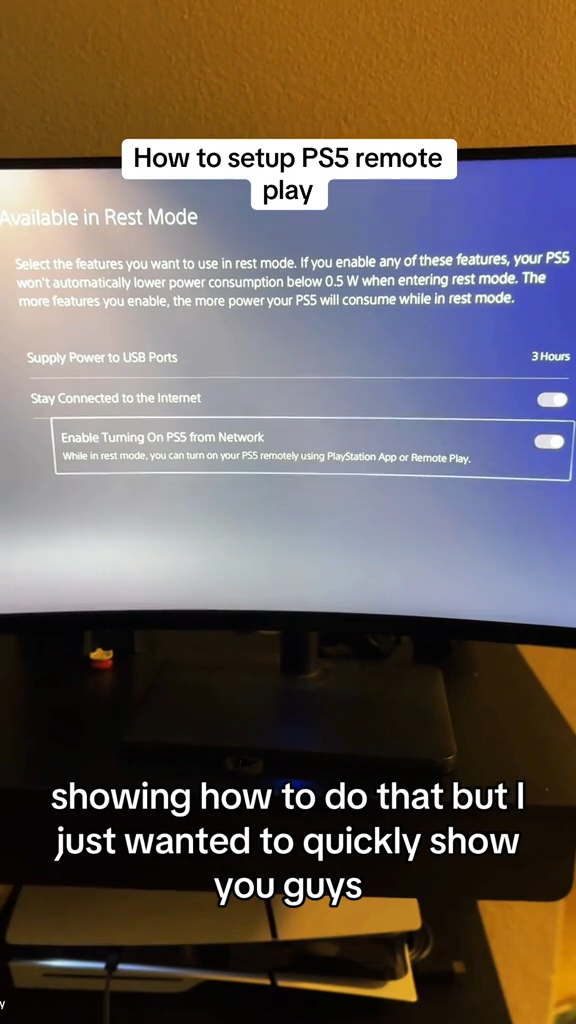 How to setup PS5 remote
play
Available in Rest Mode
Select the features you want to use in rest mode. If you enable any of these features, your PS5
won't automatically lower power consumption below 0.5 W when entering rest mode. The
more features you enable, the more power your PS5 will consume while in rest mode.
Supply Power to USB Ports 3 Hours
Stay Connected to the Internet
Enable Turning On PS5 from Network
While in rest mode, you can turn on your PS5 remotely using PlayStation App or Remote Play.
showing how to do that but I
just wanted to quickly show
you guys